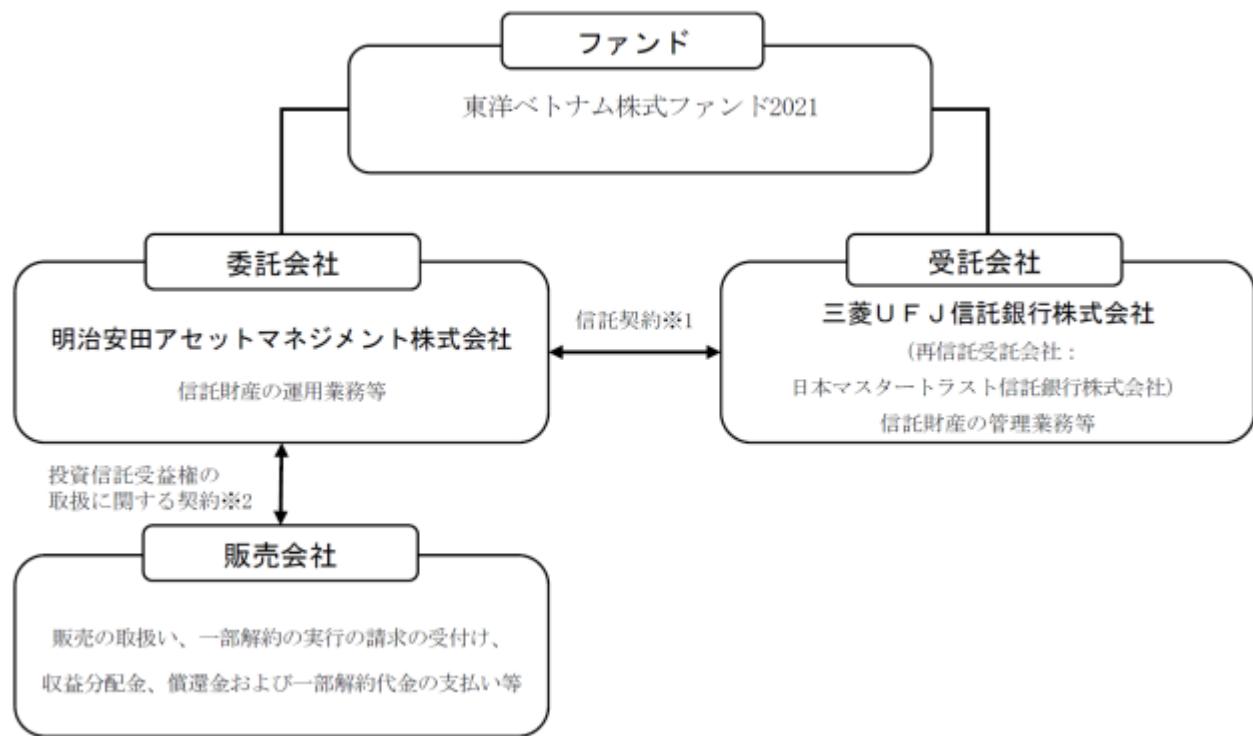 ファンド
東洋ベトナム株式ファンド2021
委託会社
明治安田アセットマネジメント株式会社
信託財産の運用業務等
信託契約※1
受託会社
三菱UFJ信託銀行株式会社
(再信託受託会社：
日本マスタートラスト信託銀行株式会社)
信託財産の管理業務等
投資信託受益権の
取扱に関する契約※2
販売会社
販売の取扱い、一部解約の実行の請求の受付け、
収益分配金、償還金および一部解約代金の支払い等